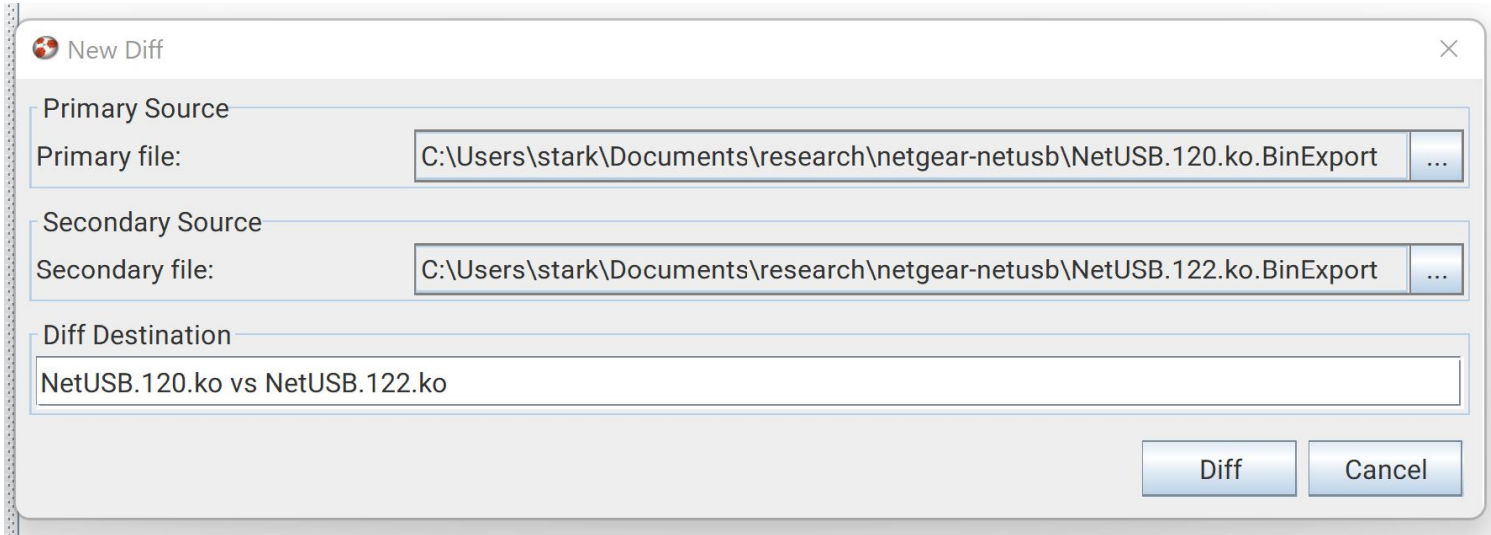 New Diff
Primary Source
Primary file: C:\Users\stark\Documents\research\netgear-netusb\NetUSB.120.ko.BinExport ...
Secondary Source
Secondary file: C:\Users\stark\Documents\research\netgear-netusb\NetUSB.122.ko.BinExport ...
Diff Destination
NetUSB.120.ko vs NetUSB.122.ko
Diff Cancel